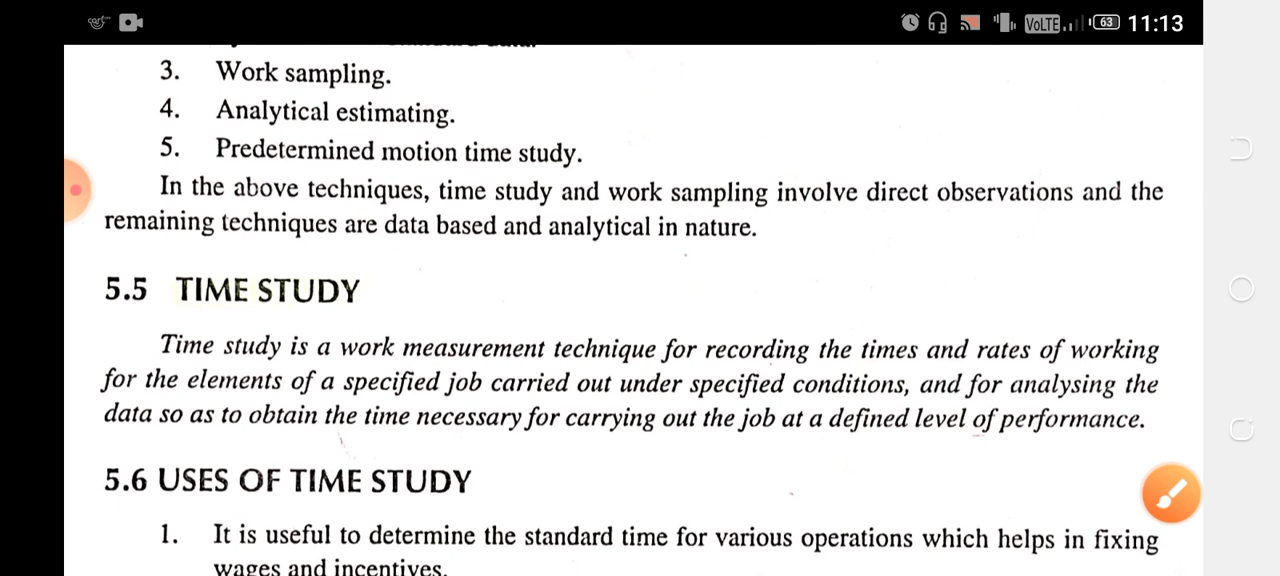 VoLTE 63 11:13
3. Work sampling.
4. Analytical estimating.
5. Predetermined motion time study.
In the above techniques, time study and work sampling involve direct observations and the
remaining techniques are data based and analytical in nature.
5.5 TIME STUDY
Time study is a work measurement technique for recording the times and rates of working
for the elements of a specified job carried out under specified conditions, and for analysing the
data so as to obtain the time necessary for carrying out the job at a defined level of performance.
5.6 USES OF TIME STUDY
1. It is useful to determine the standard time for various operations which helps in fixing
wages and incentives.